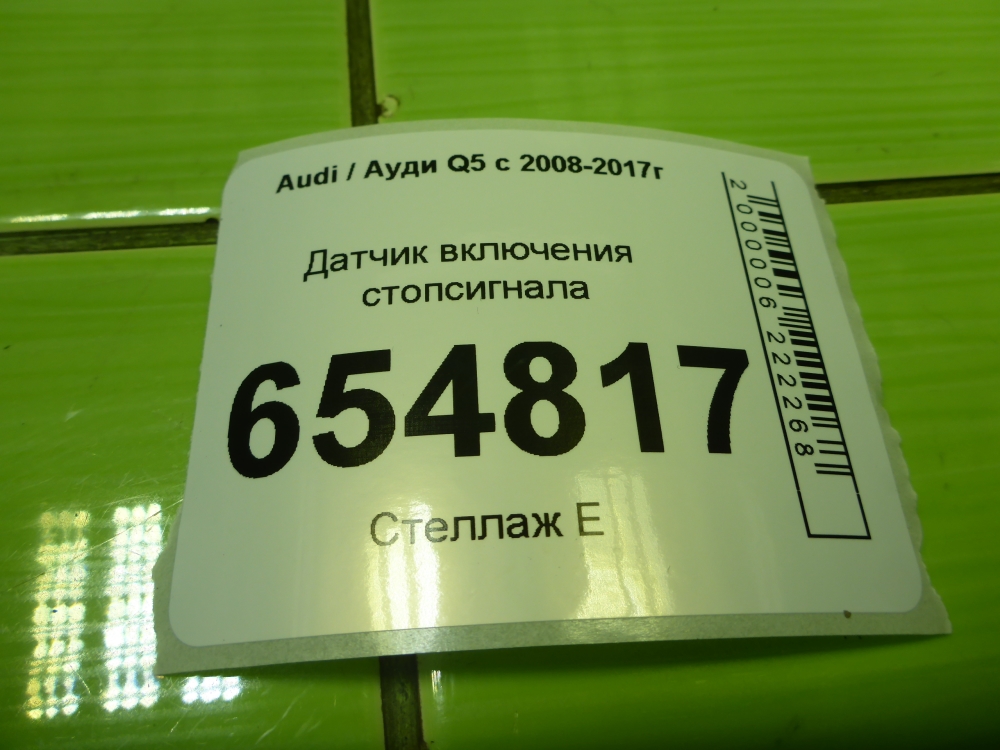 Audi / Ауди Q5 с 2008-2017г
Датчик включения
стопсигнала
654817
Стеллаж Е
2000006222268